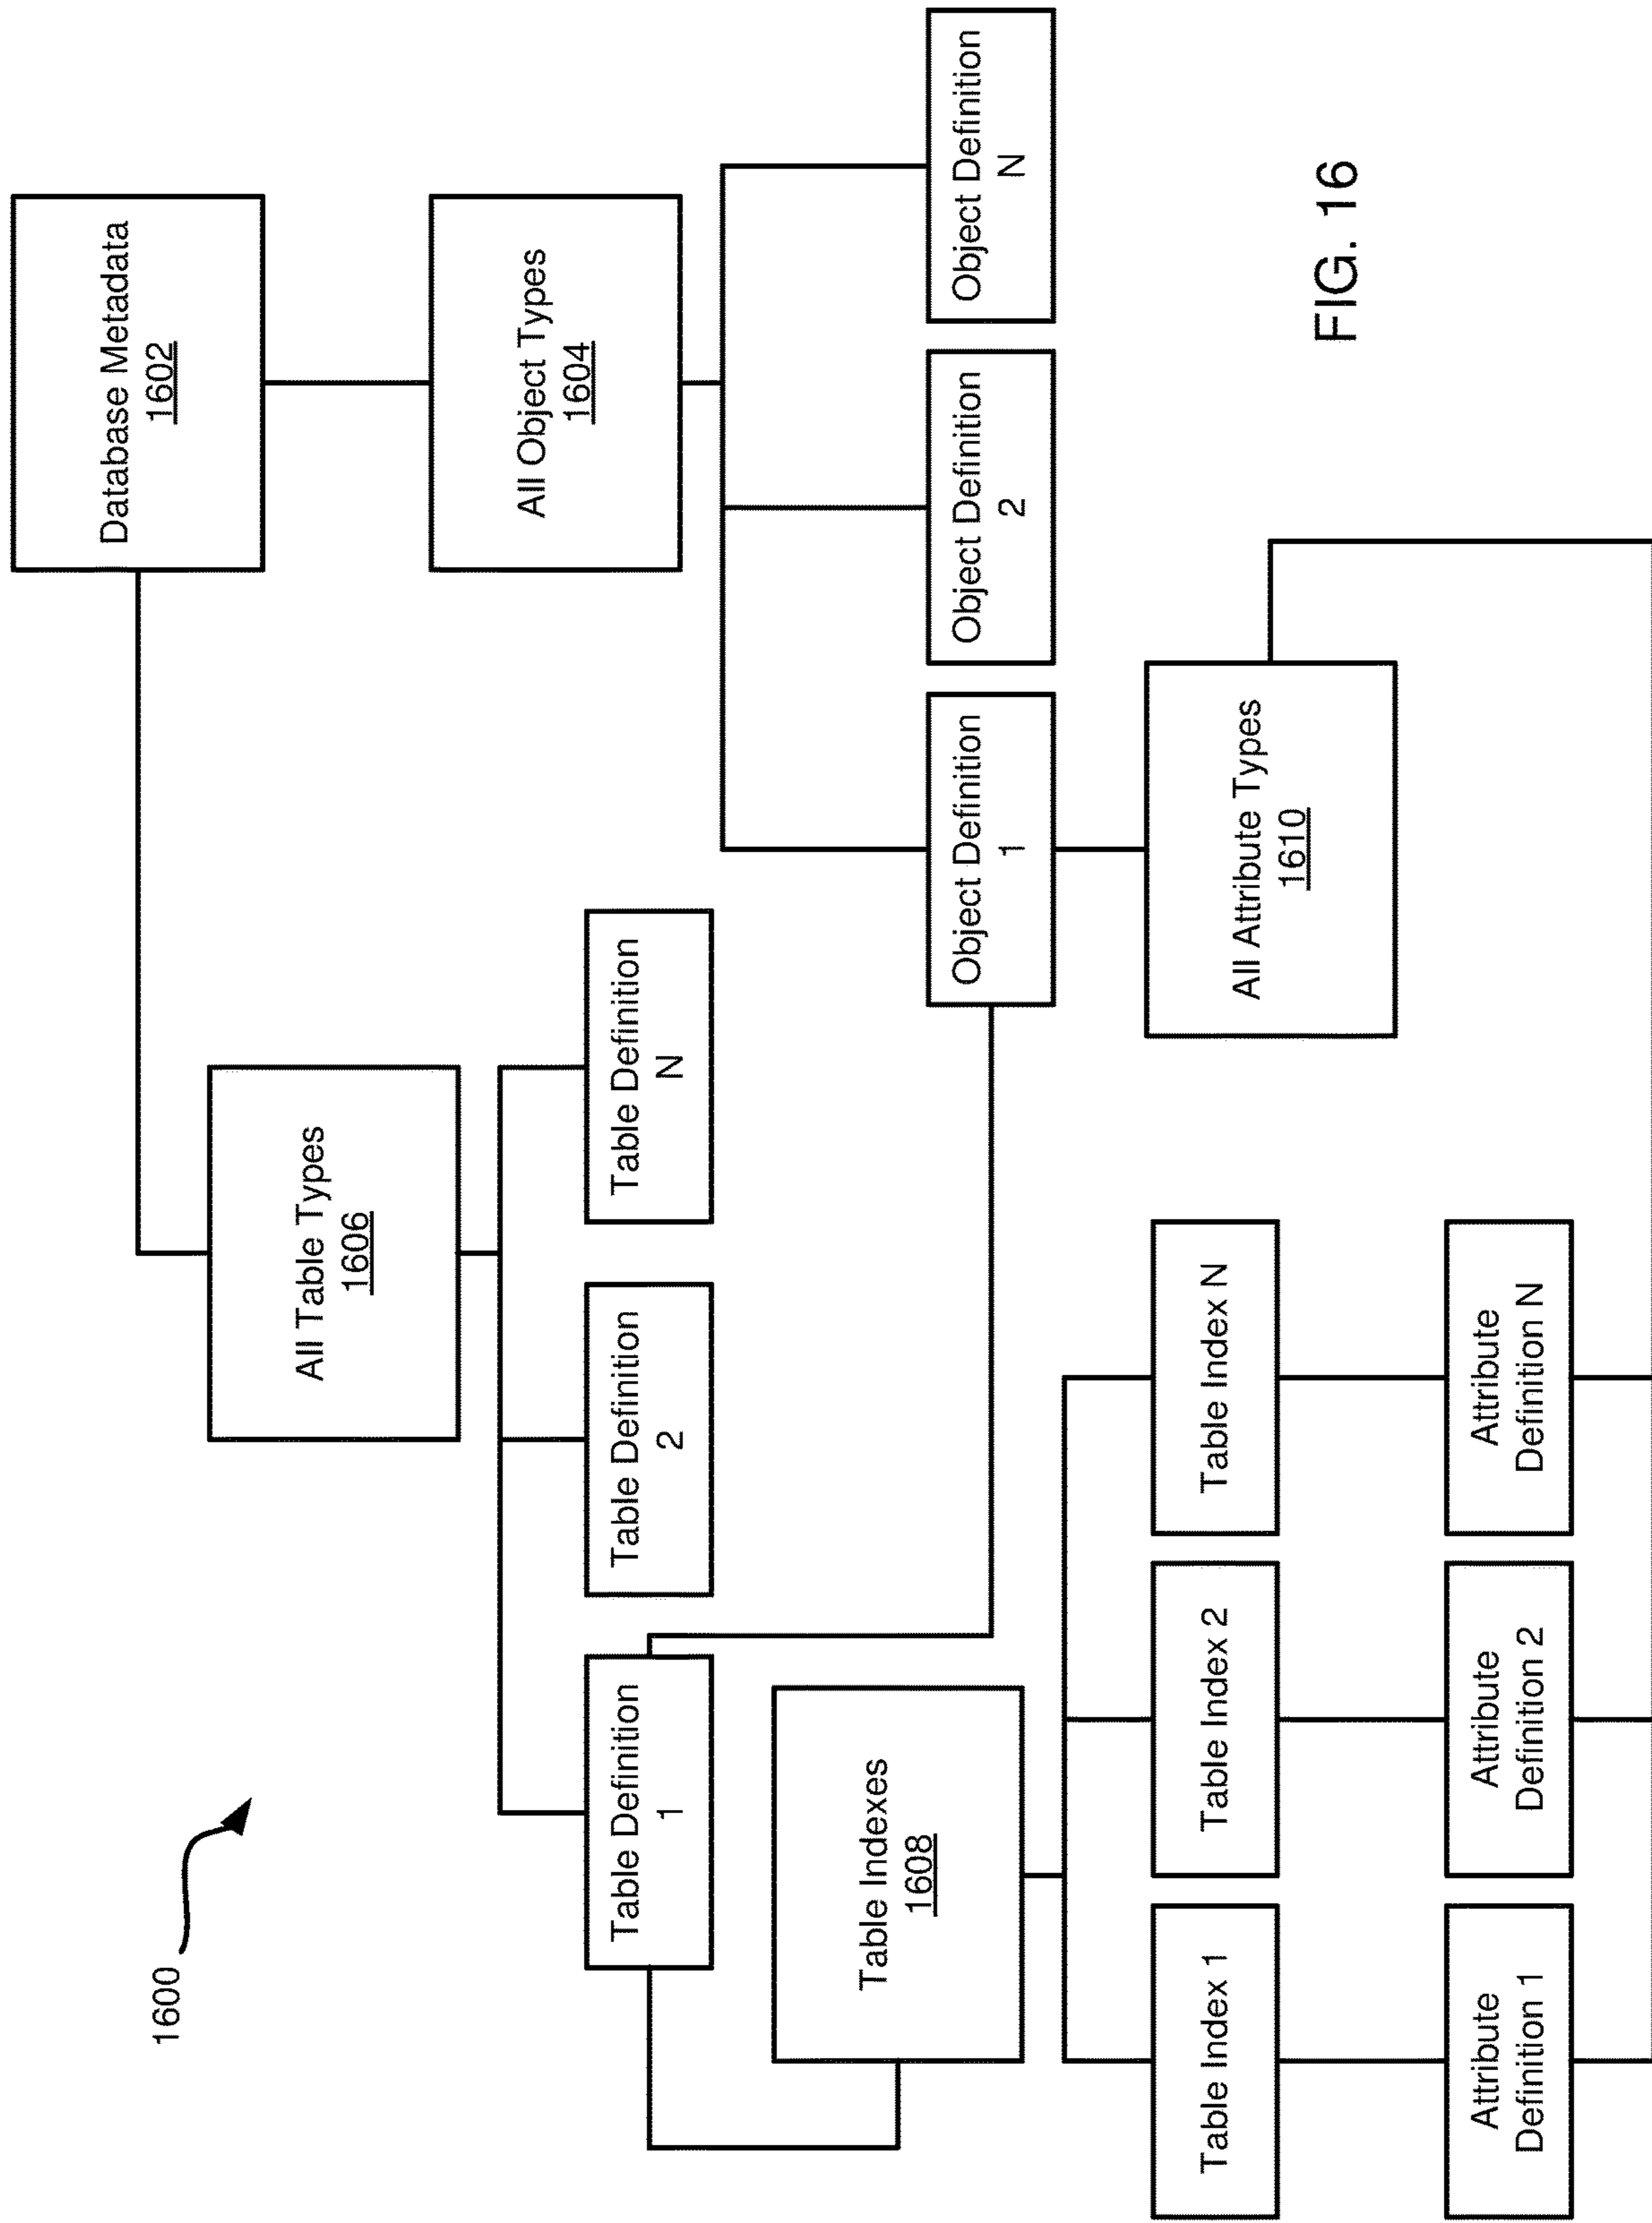 1600
Database Metadata
1602
All Table Types
1606
All Object Types
1604
Table Definition
1
Table Definition
2
Table Definition
N
Table Indexes
1608
Object Definition
1
Object Definition
2
Object Definition
N
Table Index 1
Table Index 2
Table Index N
All Attribute Types
1610
Attribute
Definition 1
Attribute
Definition 2
Attribute
Definition N
FIG. 16